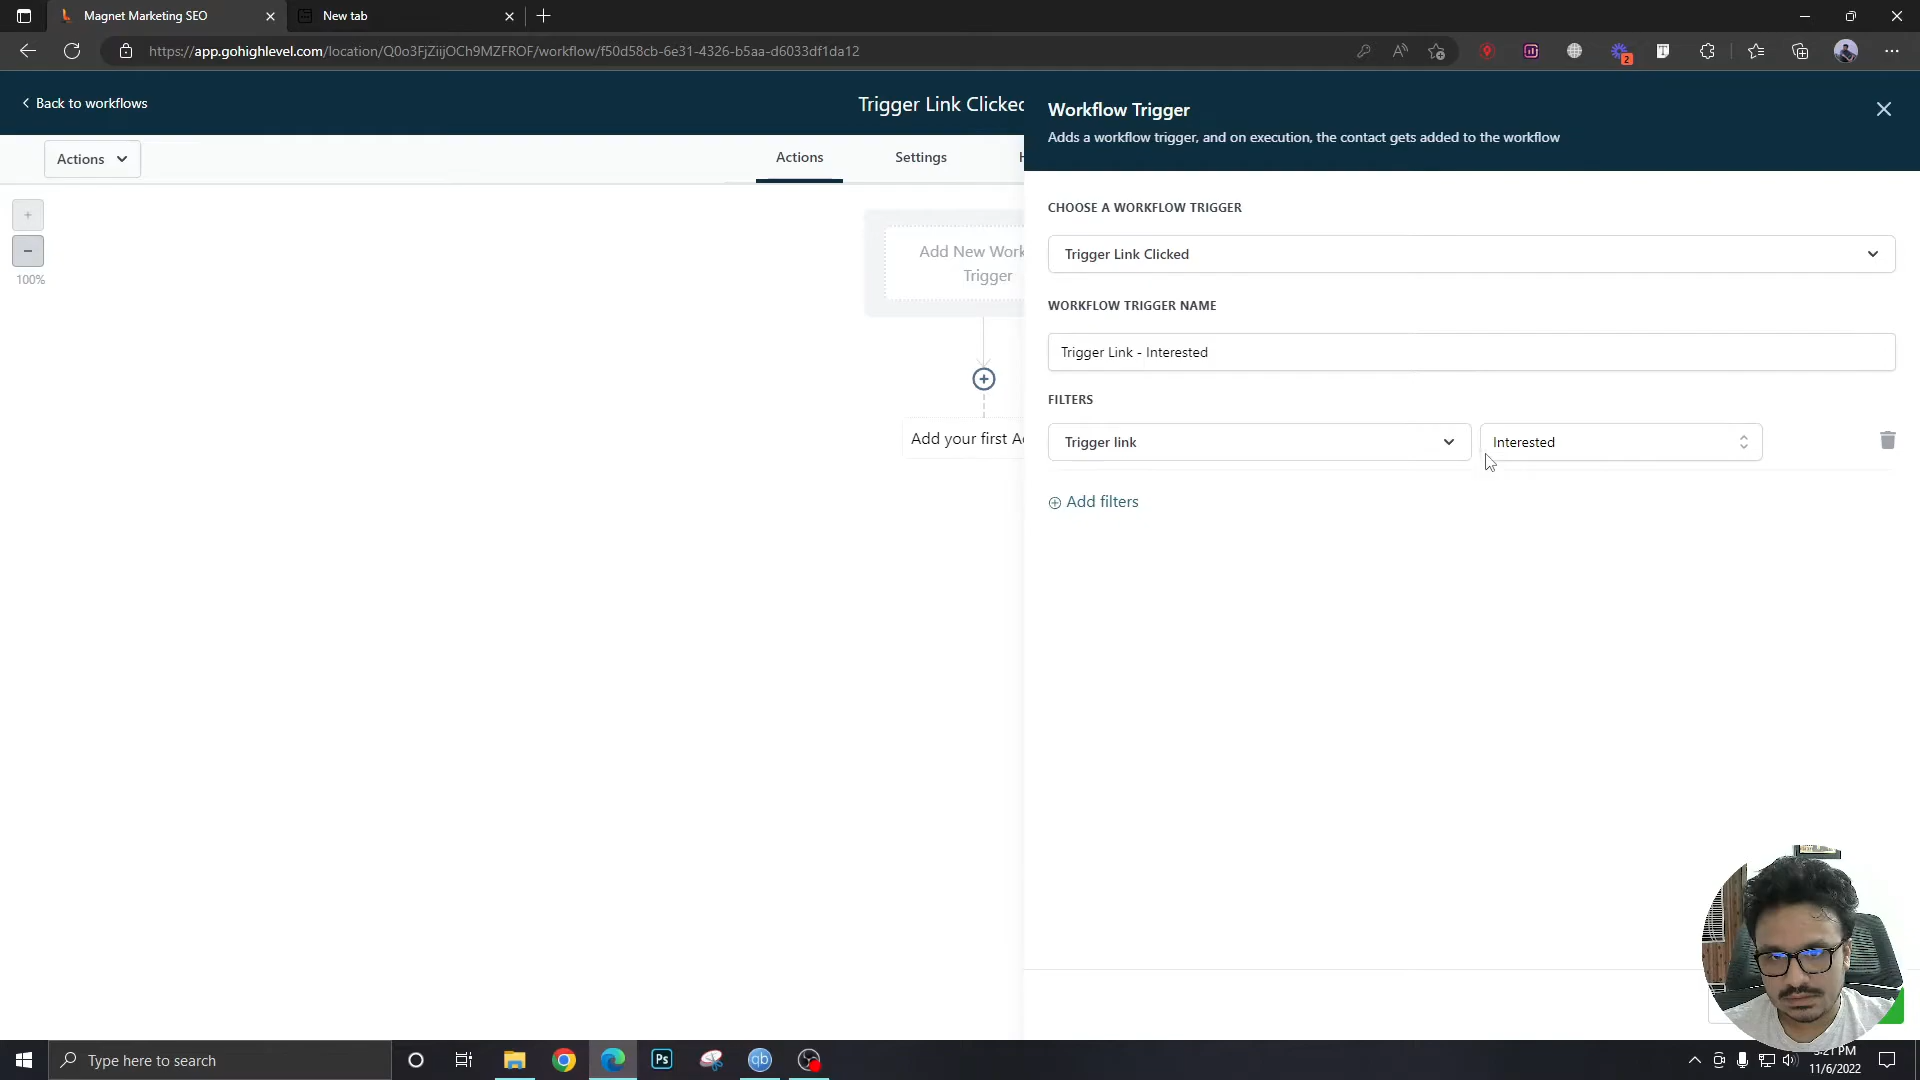 Magnet Marketing SEO
New tab
https://app.gohighlevel.com/location/Q0o3FjZiijOCh9MZFROF/workflow/f50d58cb-6e31-4326-b5aa-d6033df1da12
2
Back to workflows
Trigger Link Clicked
Workflow Trigger
Adds a workflow trigger, and on execution, the contact gets added to the workflow
Actions
Actions
Settings
100%
Add New Work
Trigger
Add your first A
CHOOSE A WORKFLOW TRIGGER
Trigger Link Clicked
WORKFLOW TRIGGER NAME
Trigger Link - Interested
FILTERS
Trigger link
Interested
Add filters
Type here to search
Ps
qb
PM
11/6/2022